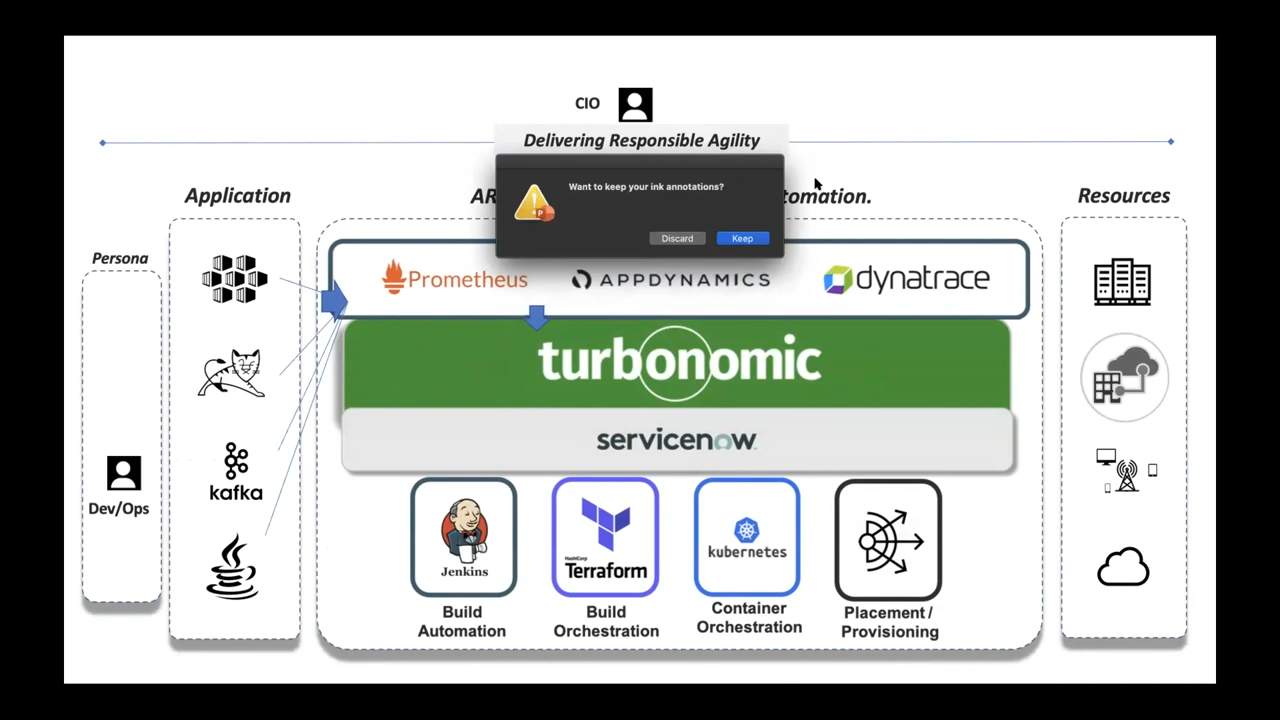 CIO
Delivering Responsible Agility
Want to keep your ink annotations?
Discard
Keep
Application
AR
tomation.
Resources
Persona
Prometheus
APPDYNAMICS
dynatrace
turbonomic
servicenow
kafka
Dev/Ops
Jenkins
HashiCorp
Terraform
kubernetes
Build
Automation
Build
Orchestration
Container
Orchestration
Placement /
Provisioning